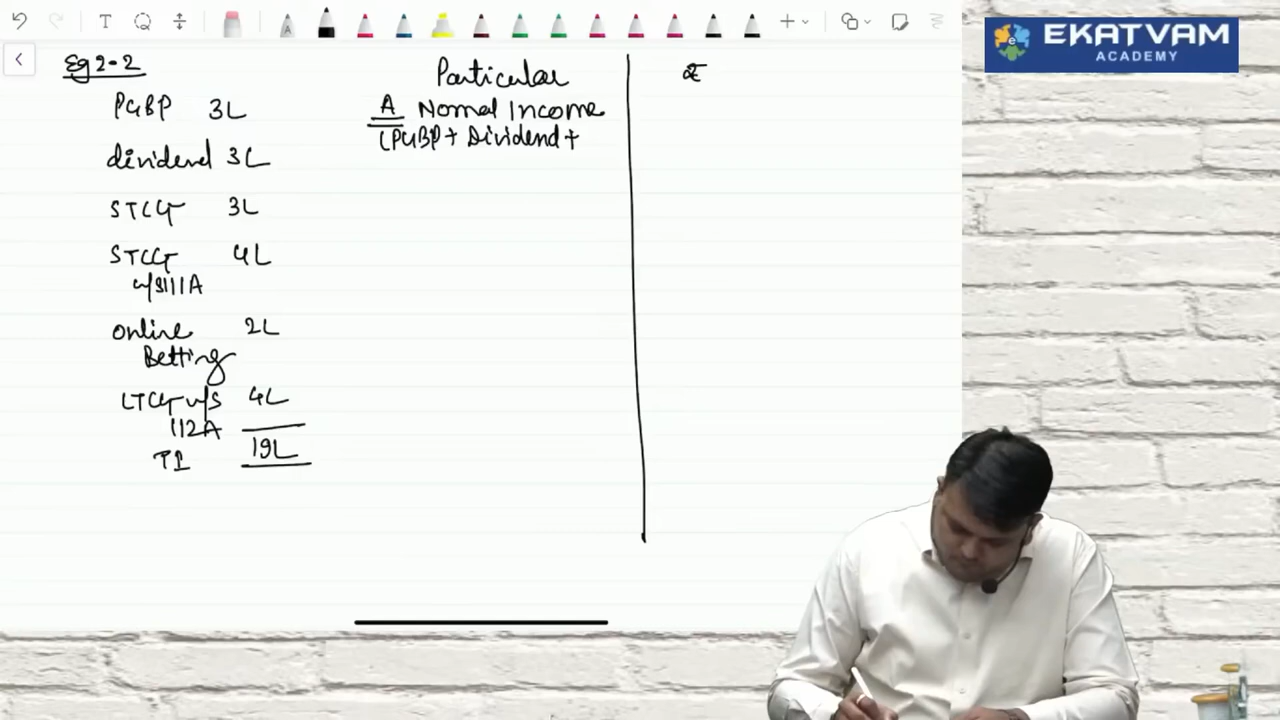 EKATVAM
ACADEMY
Eg 2.2
PGBP 3L
dividend 3L
STCG 3L
STCG 4L
u/s 111A
online 2L
Betting
LTCG u/s 4L
112A
TI 19L
Particular
A Normal Income
(PGBP + Dividend +
₹